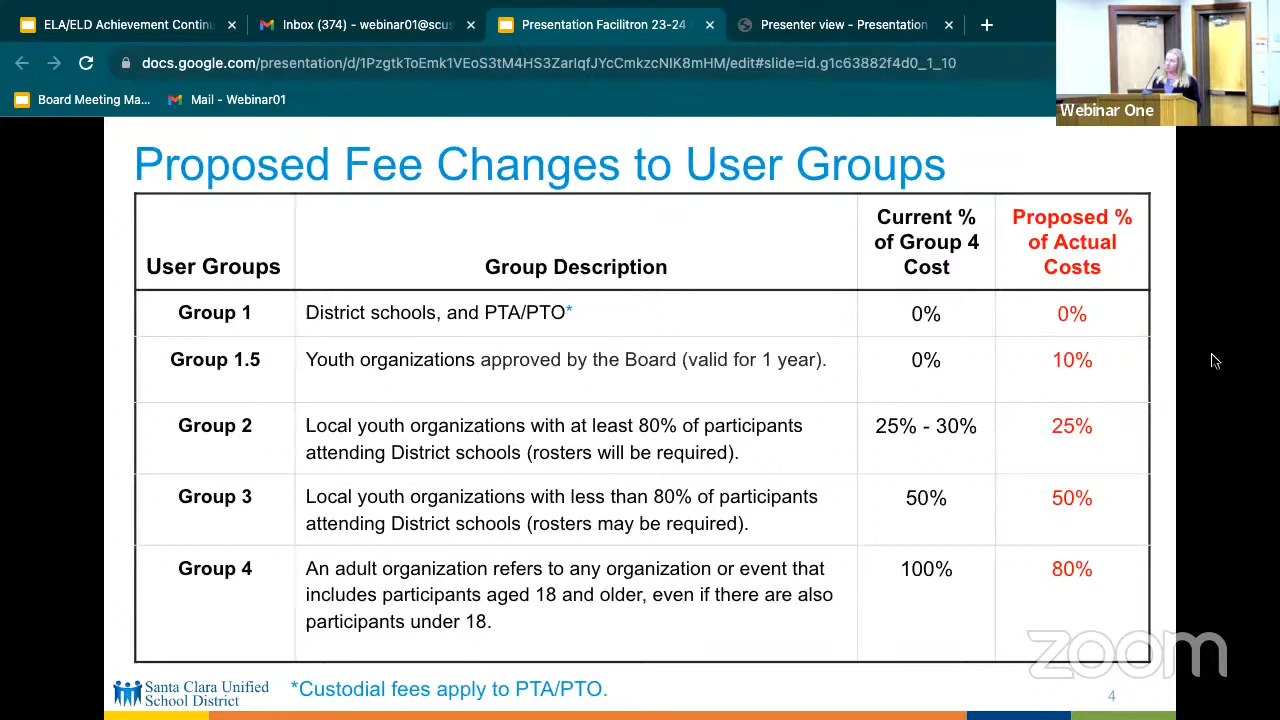 ELA/ELD Achievement Continu
Inbox (374) - webinar01@scus
Presentation Facilitron 23-24
Presenter view - Presentation
docs.google.com/presentation/d/1PzgtkToEmk1VEoS3tM4HS3ZarIqfJYcCmkzcNIK8mHM/edit#slide=id.g1c63882f4d0_1_10
Board Meeting Ma...
Mail - Webinar01
Webinar One
Proposed Fee Changes to User Groups
User Groups
Group Description
Current %
of Group 4
Cost
Proposed %
of Actual
Costs
Group 1
District schools, and PTA/PTO*
0%
0%
Group 1.5
Youth organizations approved by the Board (valid for 1 year).
0%
10%
Group 2
Local youth organizations with at least 80% of participants
attending District schools (rosters will be required).
25% - 30%
25%
Group 3
Local youth organizations with less than 80% of participants
attending District schools (rosters may be required).
50%
50%
Group 4
An adult organization refers to any organization or event that
includes participants aged 18 and older, even if there are also
participants under 18.
100%
80%
zoom
Santa Clara Unified
School District
*Custodial fees apply to PTA/PTO.
4